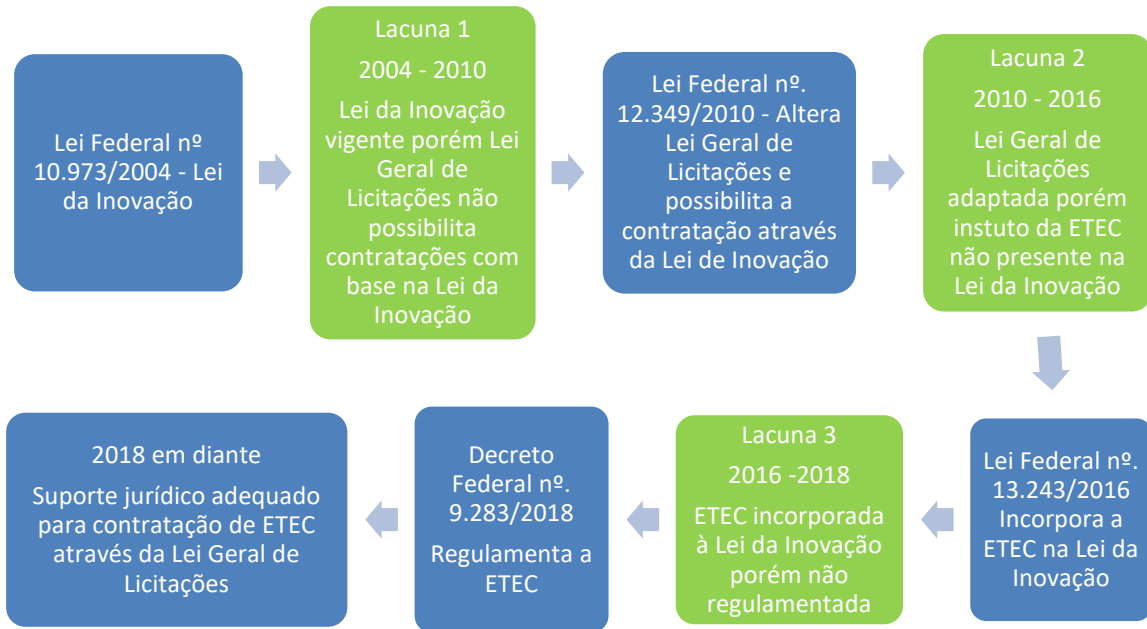 Lei Federal nº
10.973/2004 - Lei
da Inovação
Lacuna 1
2004 - 2010
Lei da Inovação
vigente porém Lei
Geral de
Licitações não
possibilita
contratações com
base na Lei da
Inovação
Lei Federal nº.
12.349/2010 - Altera
Lei Geral de
Licitações e
possibilita a
contratação através
da Lei de Inovação
Lacuna 2
2010 - 2016
Lei Geral de
Licitações
adaptada porém
instuto da ETEC
não presente na
Lei da Inovação
Lei Federal nº.
13.243/2016
Incorpora a
ETEC na Lei da
Inovação
Lacuna 3
2016 -2018
ETEC incorporada
à Lei da Inovação
porém não
regulamentada
Decreto
Federal nº.
9.283/2018
Regulamenta a
ETEC
2018 em diante
Suporte jurídico adequado
para contratação de ETEC
através da Lei Geral de
Licitações